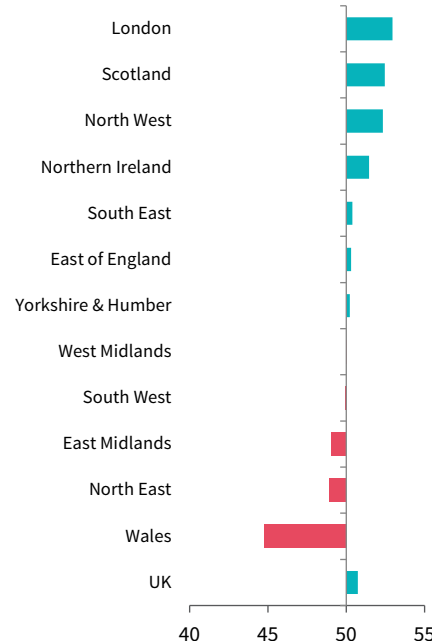 London
Scotland
North West
Northern Ireland
South East
East of England
Yorkshire & Humber
West Midlands
South West
East Midlands
North East
Wales
UK
40 45 50 55